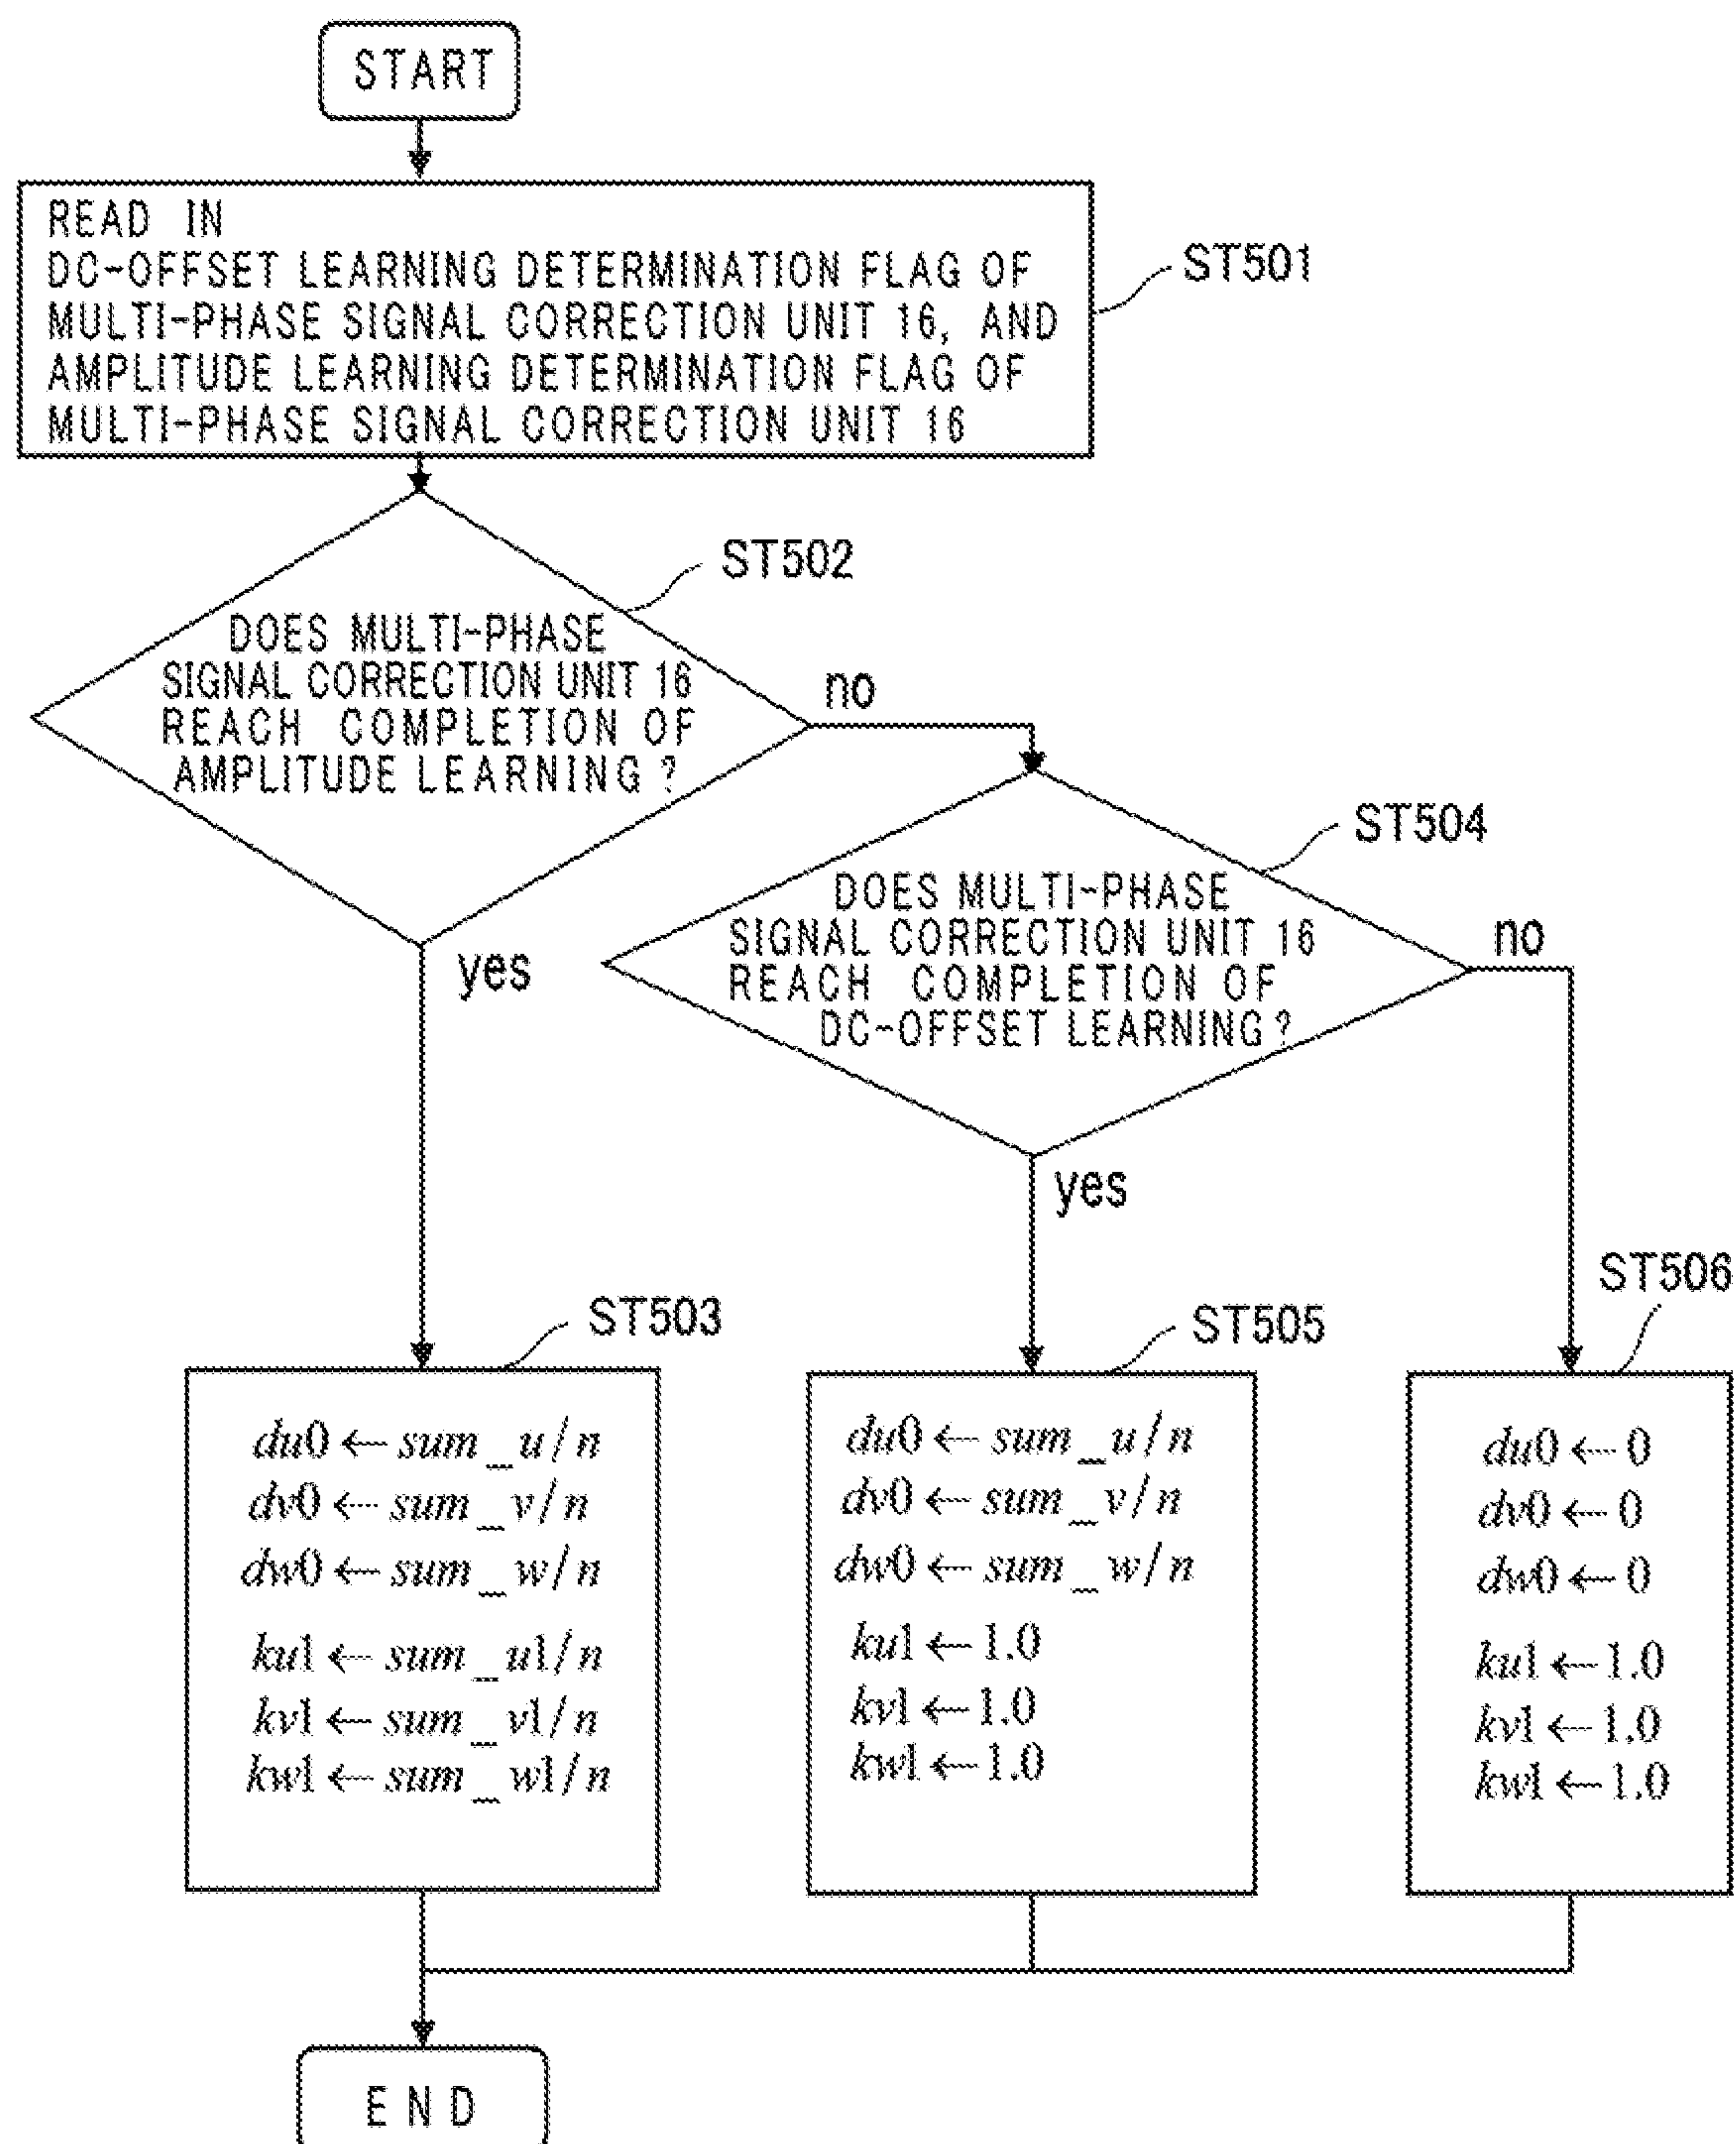 START
READ IN
DC-OFFSET LEARNING DETERMINATION FLAG OF
MULTI-PHASE SIGNAL CORRECTION UNIT 16, AND
AMPLITUDE LEARNING DETERMINATION FLAG OF
MULTI-PHASE SIGNAL CORRECTION UNIT 16
ST501
ST502
DOES MULTI-PHASE
SIGNAL CORRECTION UNIT 16
REACH COMPLETION OF
AMPLITUDE LEARNING ?
no
yes
ST504
DOES MULTI-PHASE
SIGNAL CORRECTION UNIT 16
REACH COMPLETION OF
DC-OFFSET LEARNING ?
no
yes
ST503
du0 ← sum_u/n
dv0 ← sum_v/n
dw0 ← sum_w/n
ku1 ← sum_u1/n
kv1 ← sum_v1/n
kw1 ← sum_w1/n
ST505
du0 ← sum_u/n
dv0 ← sum_v/n
dw0 ← sum_w/n
ku1 ← 1.0
kv1 ← 1.0
kw1 ← 1.0
ST506
du0 ← 0
dv0 ← 0
dw0 ← 0
ku1 ← 1.0
kv1 ← 1.0
kw1 ← 1.0
END